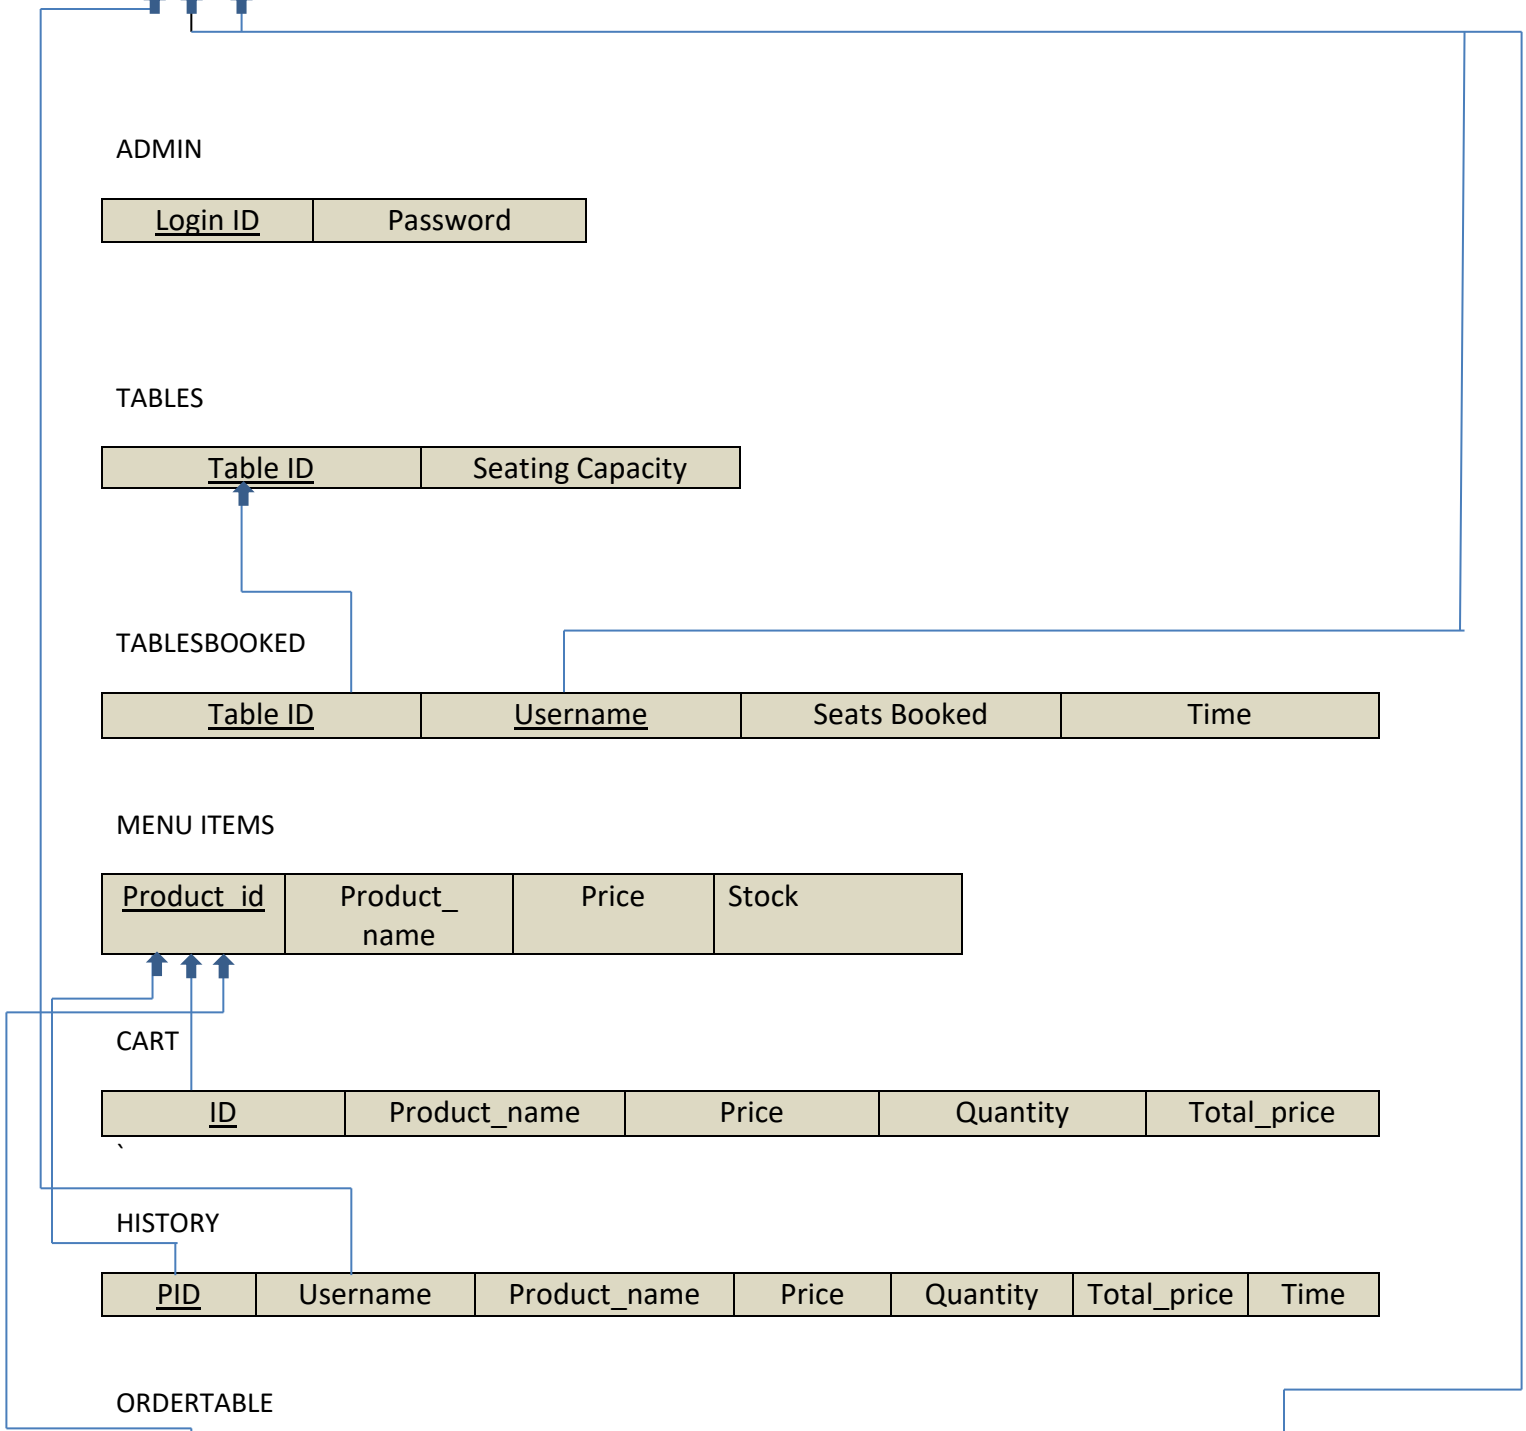 ADMIN
Login ID Password
TABLES
Table ID Seating Capacity
TABLESBOOKED
Table ID Username Seats Booked Time
MENU ITEMS
Product_id Product_ Price Stock
name
CART
ID Product_name Price Quantity Total_price
`
HISTORY
PID Username Product_name Price Quantity Total_price Time
ORDERTABLE